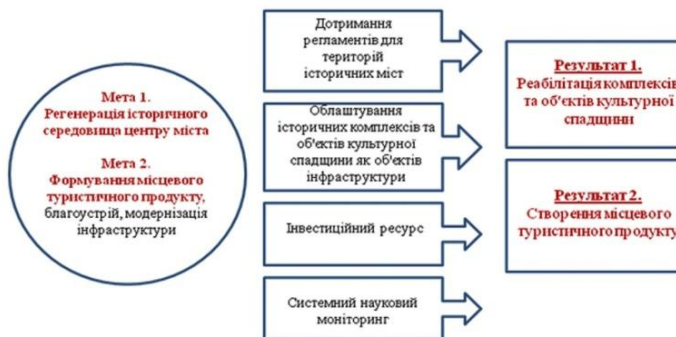 Мета 1.
Регенерація історичного
середовища центру міста
Мета 2.
Формування місцевого
туристичного продукту,
благоустрій, модернізація
інфраструктури
Дотримання
регламентів для
територій
історичних міст
Облаштування
історичних комплексів та
об'єктів культурної
спадщини як об'єктів
інфраструктури
Інвестиційний ресурс
Системний науковий
моніторинг
Результат 1.
Реабілітація комплексів
та об'єктів культурної
спадщини
Результат 2.
Створення місцевого
туристичного продукту